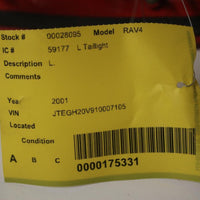 Stock # 00028095 Model RAV4
IC # 59177 L Taillight
Description L.
Comments
Year 2001
VIN JTEGH20V910007105
Located
Condition
A B C 0000175331